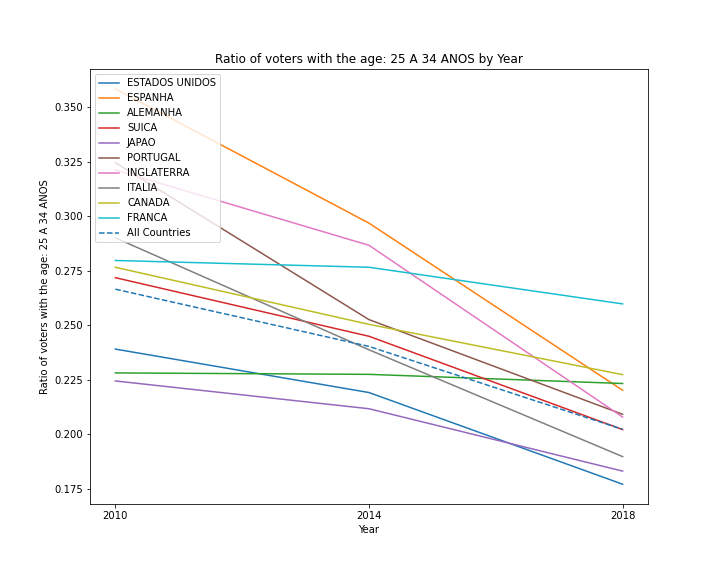 Ratio of voters with the age: 25 A 34 ANOS by Year
Ratio of voters with the age: 25 A 34 ANOS
0.350
0.325
0.300
0.275
0.250
0.225
0.200
0.175
ESTADOS UNIDOS
ESPANHA
ALEMANHA
SUICA
JAPAO
PORTUGAL
INGLATERRA
ITALIA
CANADA
FRANCA
All Countries
2010 2014 2018
Year